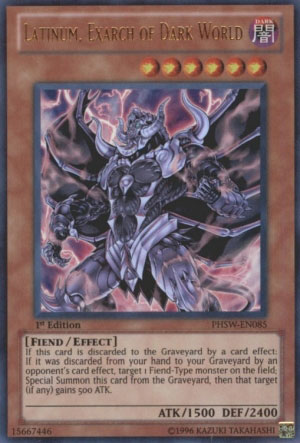 LATINUM, EXARCH OF DARK WORLD
DARK
闇
1st Edition
PHSW-EN085
[FIEND/EFFECT]
If this card is discarded to the Graveyard by a card effect:
If it was discarded from your hand to your Graveyard by an
opponent's card effect, target 1 Fiend-Type monster on the field;
Special Summon this card from the Graveyard, then that target
(if any) gains 500 ATK.
ATK/1500 DEF/2400
15667446
©1996 KAZUKI TAKAHASHI